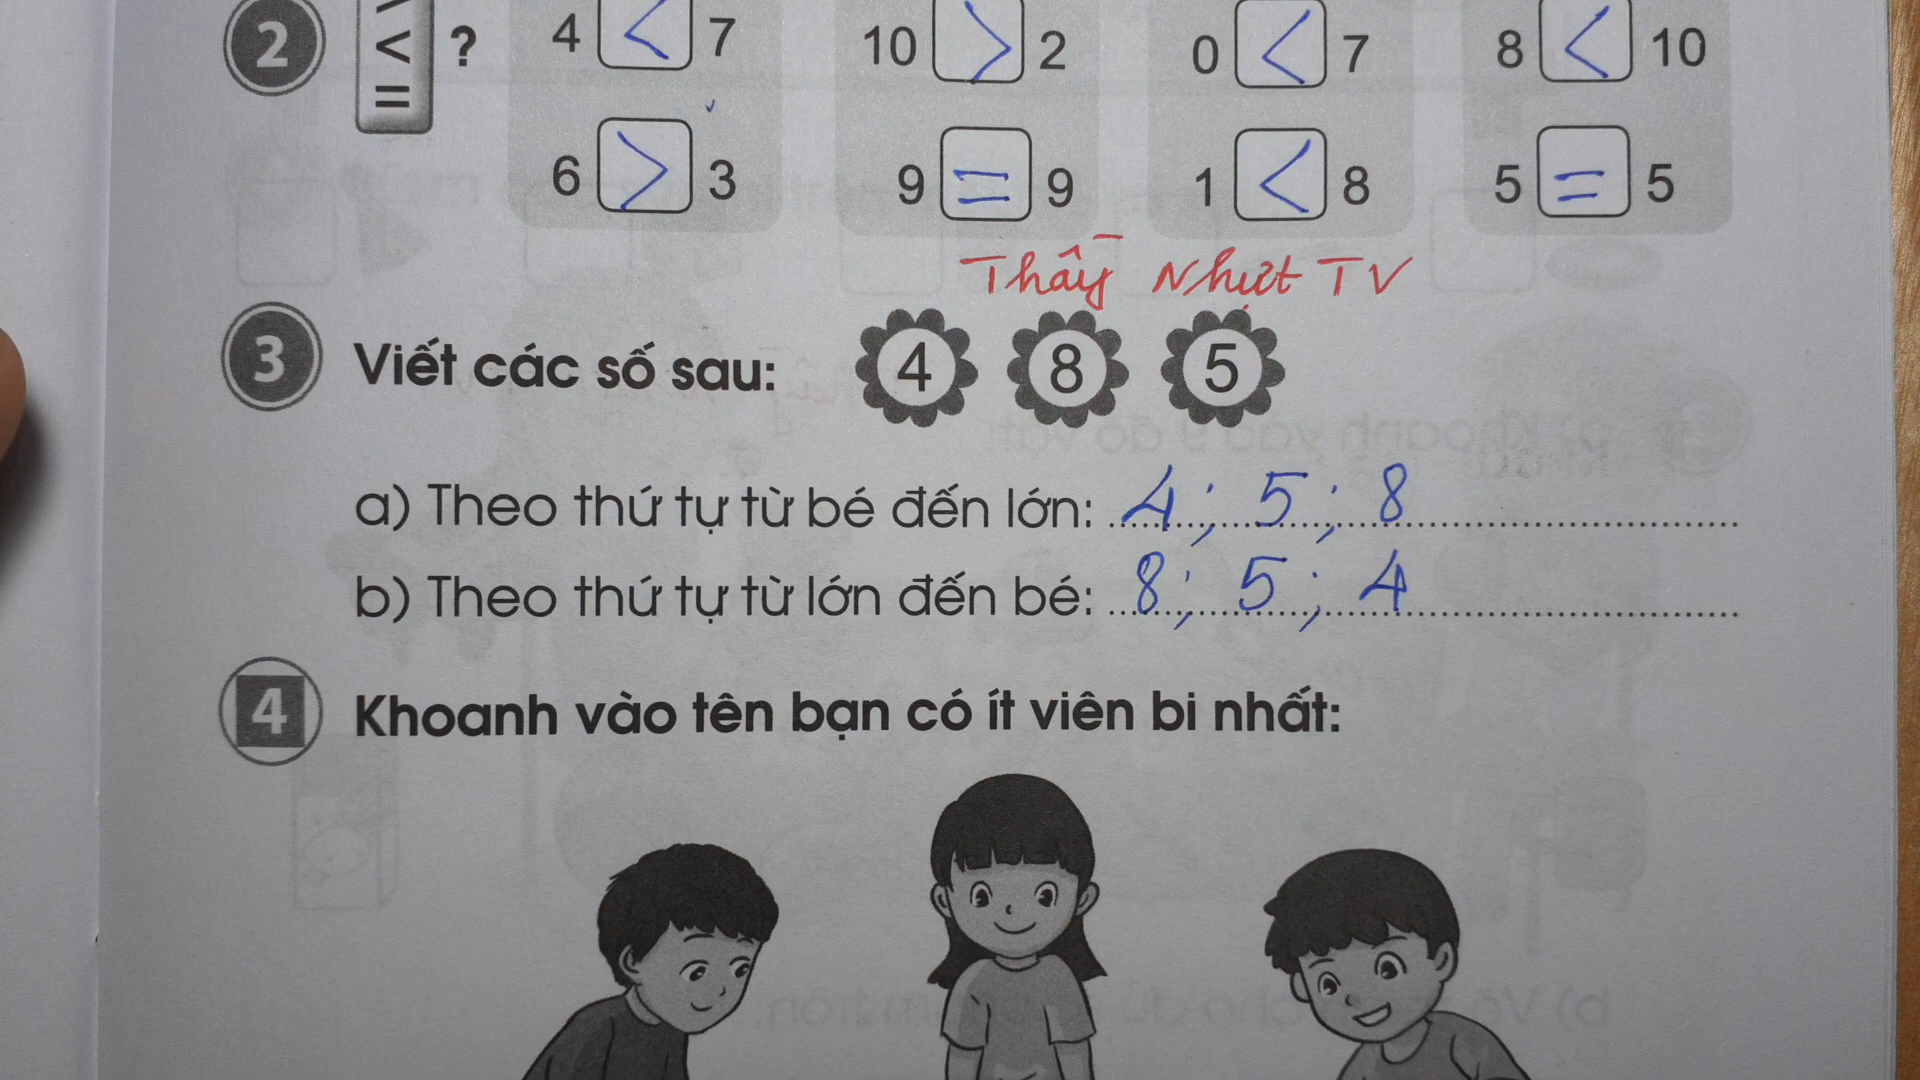 2 < = ? 4 < 7 10 > 2 0 < 7 8 < 10
6 > 3 9 = 9 1 < 8 5 = 5
Thầy Nhựt TV
3 Viết các số sau: 4 8 5
a) Theo thứ tự từ bé đến lớn: 4; 5; 8
b) Theo thứ tự từ lớn đến bé: 8; 5; 4
4 Khoanh vào tên bạn có ít viên bi nhất: